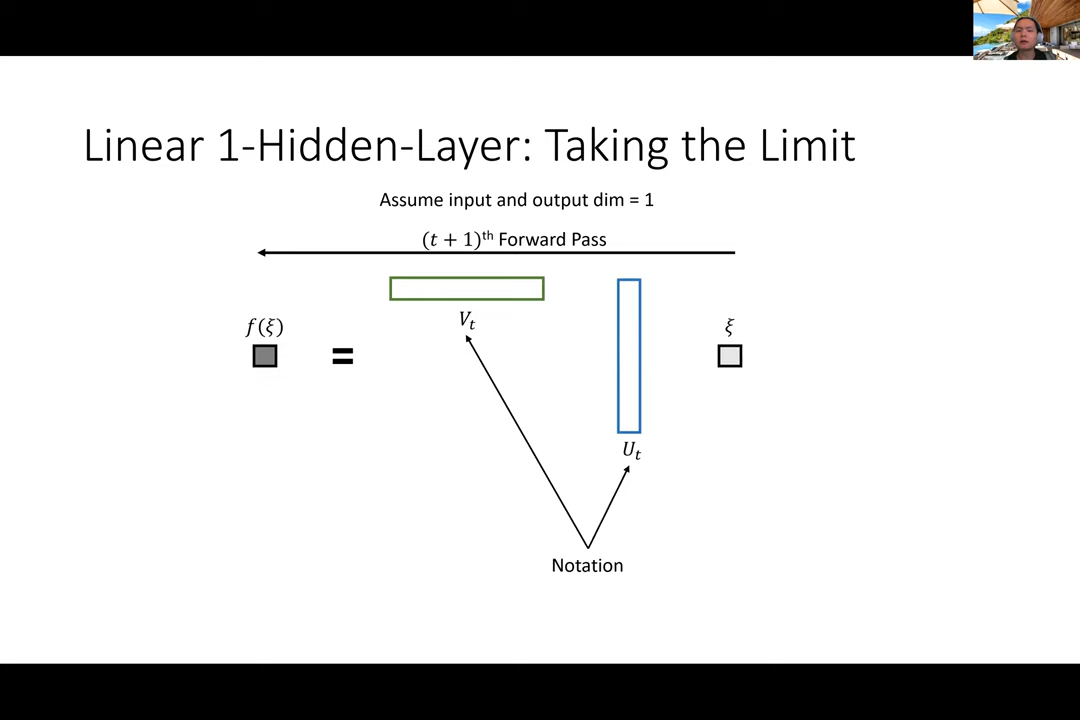 Linear 1-Hidden-Layer: Taking the Limit
Assume input and output dim = 1
(𝑡 + 1)ᵗʰ Forward Pass
𝑓(𝜉)
=
𝑉ₜ
𝜉
𝑈ₜ
Notation